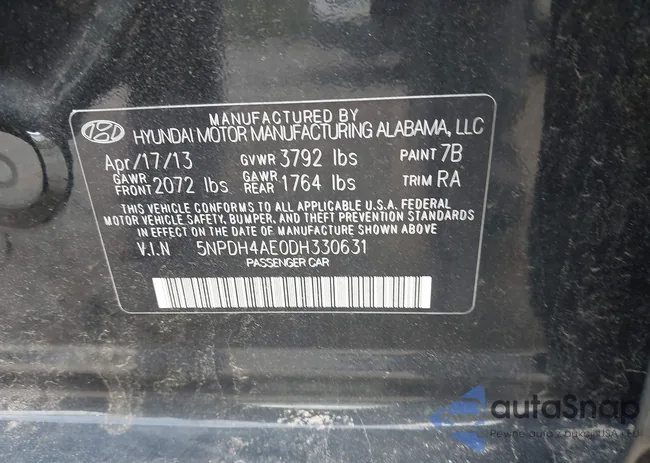 MANUFACTURED BY
HYUNDAI MOTOR MANUFACTURING ALABAMA, LLC
Apr/17/13 GVWR 3792 lbs PAINT 7B
GAWR FRONT 2072 lbs GAWR REAR 1764 lbs TRIM RA
THIS VEHICLE CONFORMS TO ALL APPLICABLE U.S.A. FEDERAL
MOTOR VEHICLE SAFETY, BUMPER, AND THEFT PREVENTION STANDARDS
IN EFFECT ON THE DATE OF MANUFACTURE SHOWN ABOVE
V.I.N 5NPDH4AE0DH330631
PASSENGER CAR
autoSnap